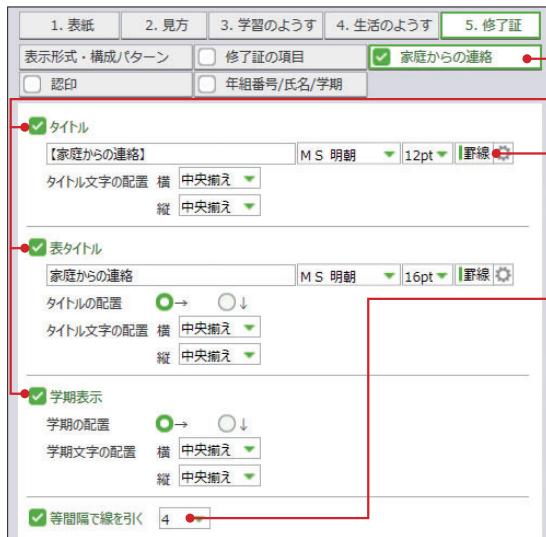 1. 表紙 2. 見方 3. 学習のようす 4. 生活のようす 5. 修了証
表示形式・構成パターン 修了証の項目 家庭からの連絡
認印 年組番号/氏名/学期
タイトル
【家庭からの連絡】 ＭＳ 明朝 12pt 罫線
タイトル文字の配置 横 中央揃え
縦 中央揃え
表タイトル
家庭からの連絡 ＭＳ 明朝 16pt 罫線
タイトルの配置 → ↓
タイトル文字の配置 横 中央揃え
縦 中央揃え
学期表示
学期の配置 → ↓
学期文字の配置 横 中央揃え
縦 中央揃え
等間隔で線を引く 4